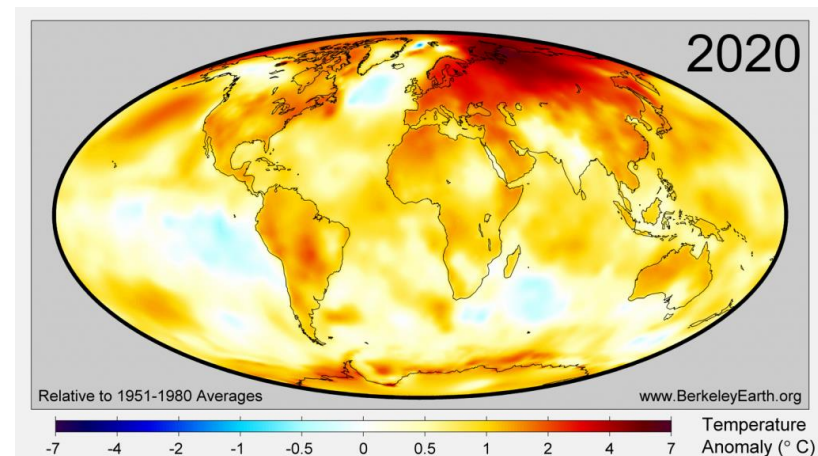 2020
Relative to 1951-1980 Averages
www.BerkeleyEarth.org
-7 -4 -2 -1 -0.5 0 0.5 1 2 4 7
Temperature
Anomaly (° C)